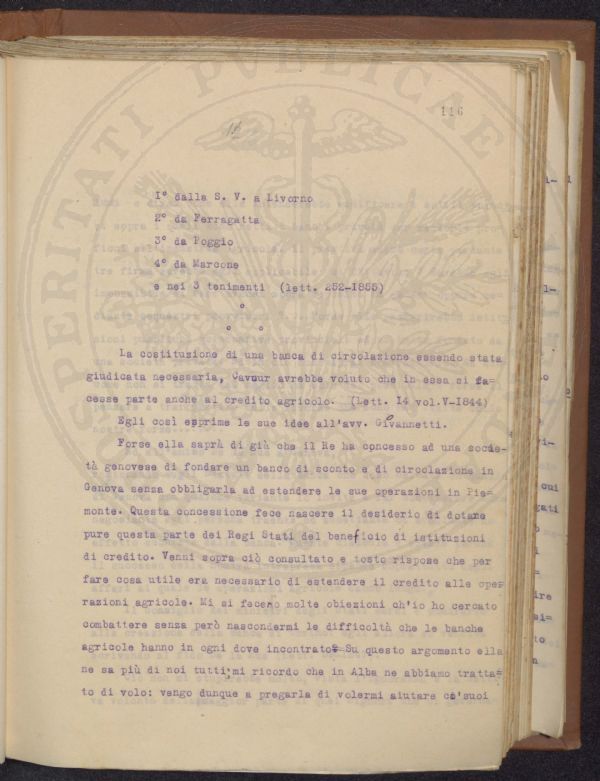 116
1° dalla S. V. a Livorno
2° da Ferragatta
3° da Poggio
4° da Marcone
e nei 3 tenimenti (lett. 252-1855)
°
° °
La costituzione di una banca di circolazione essendo stata
giudicata necessaria, Cavour avrebbe voluto che in essa si fa=
cesse parte anche al credito agricolo. (Lett. 14 vol.V-1844)
Egli così esprime le sue idee all'avv. Giovannetti.
Forse ella saprà di già che il Re ha concesso ad una socie-
tà genovese di fondare un banco di sconto e di circolazione in
Genova senza obbligarla ad estendere le sue operazioni in Pie=
monte. Questa concessione fece nascere il desiderio di dotare
pure questa parte dei Regi Stati del beneficio di istituzioni
di credito. Venni sopra ciò consultato e tosto rispose che per
fare cosa utile era necessario di estendere il credito alle ope=
razioni agricole. Mi si fecero molte obiezioni ch'io ho cercato
combattere senza però nascondermi le difficoltà che le banche
agricole hanno in ogni dove incontrato. Su questo argomento ella
ne sa più di noi tutti; mi ricordo che in Alba ne abbiamo tratta=
to di volo: vengo dunque a pregarla di volermi aiutare co'suoi